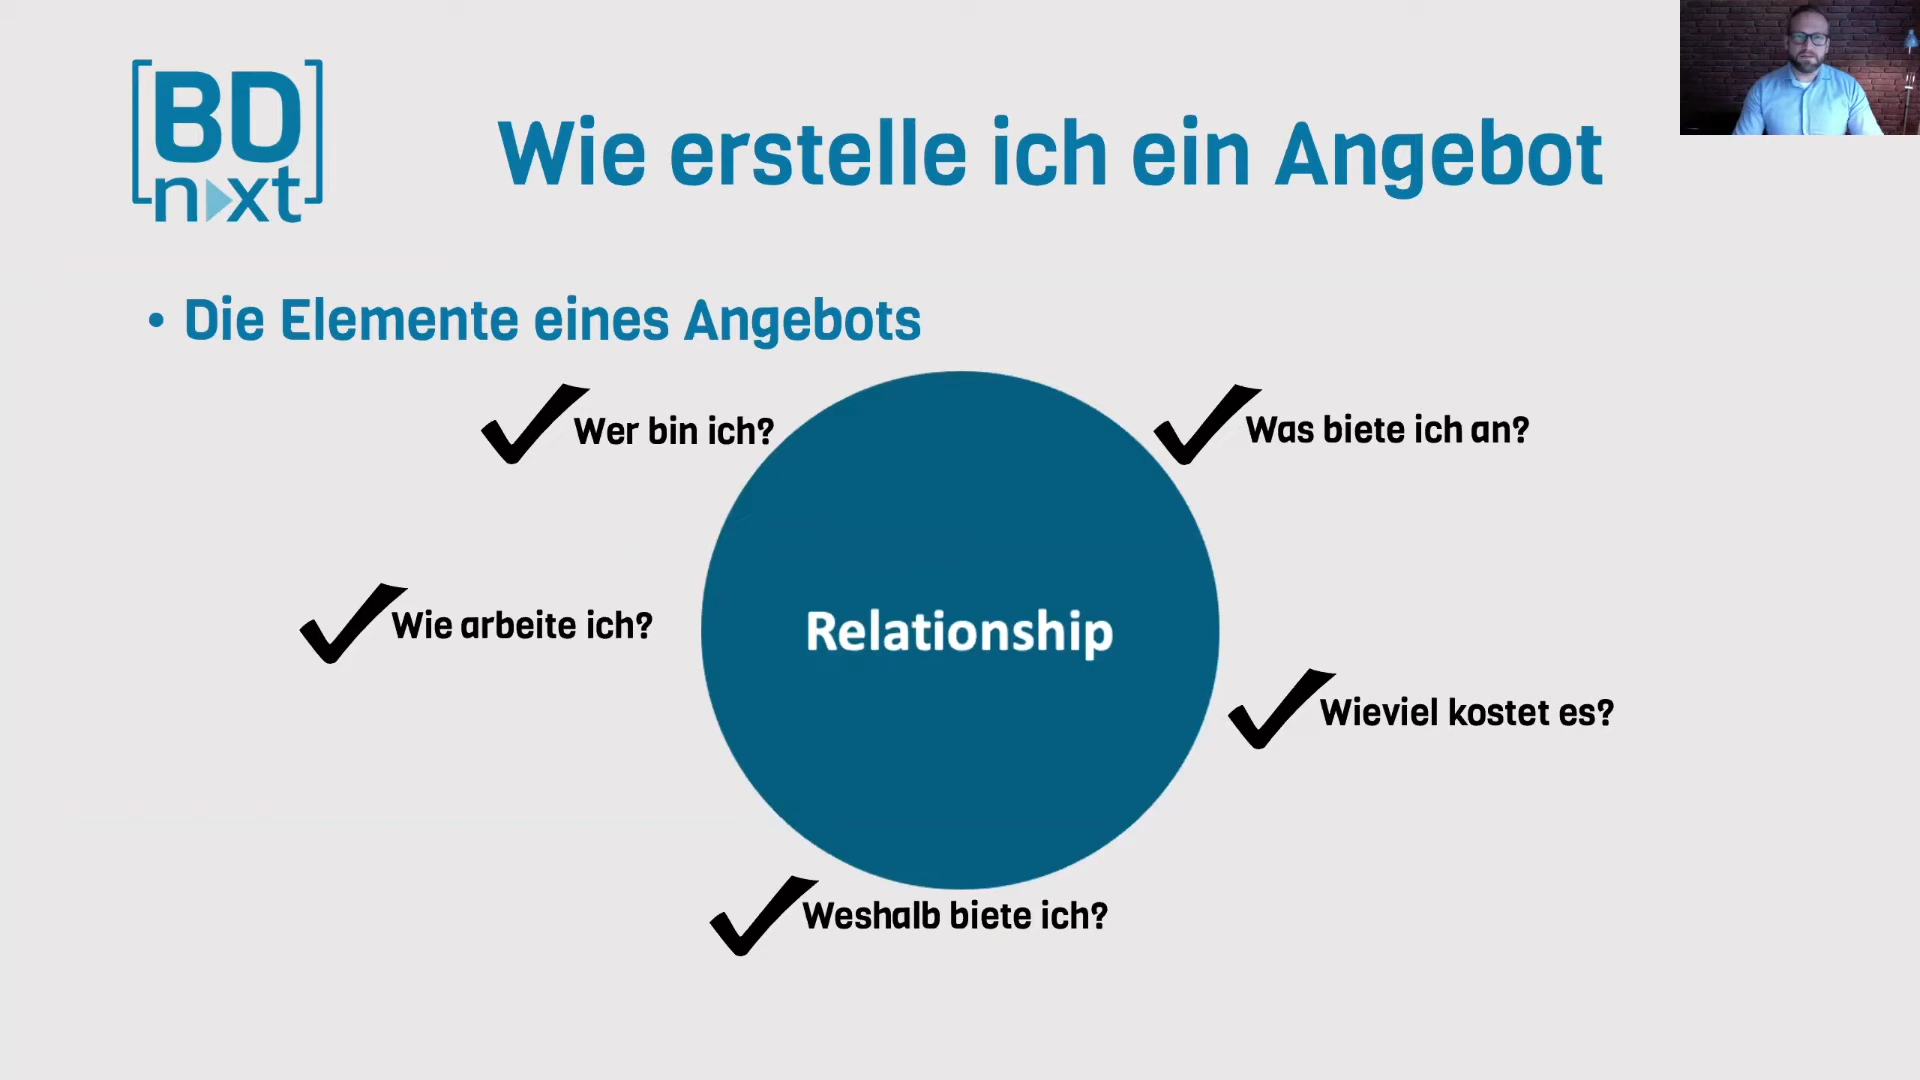 BD
n xt
Wie erstelle ich ein Angebot
• Die Elemente eines Angebots
Wer bin ich?
Was biete ich an?
Wie arbeite ich?
Relationship
Wieviel kostet es?
Weshalb biete ich?